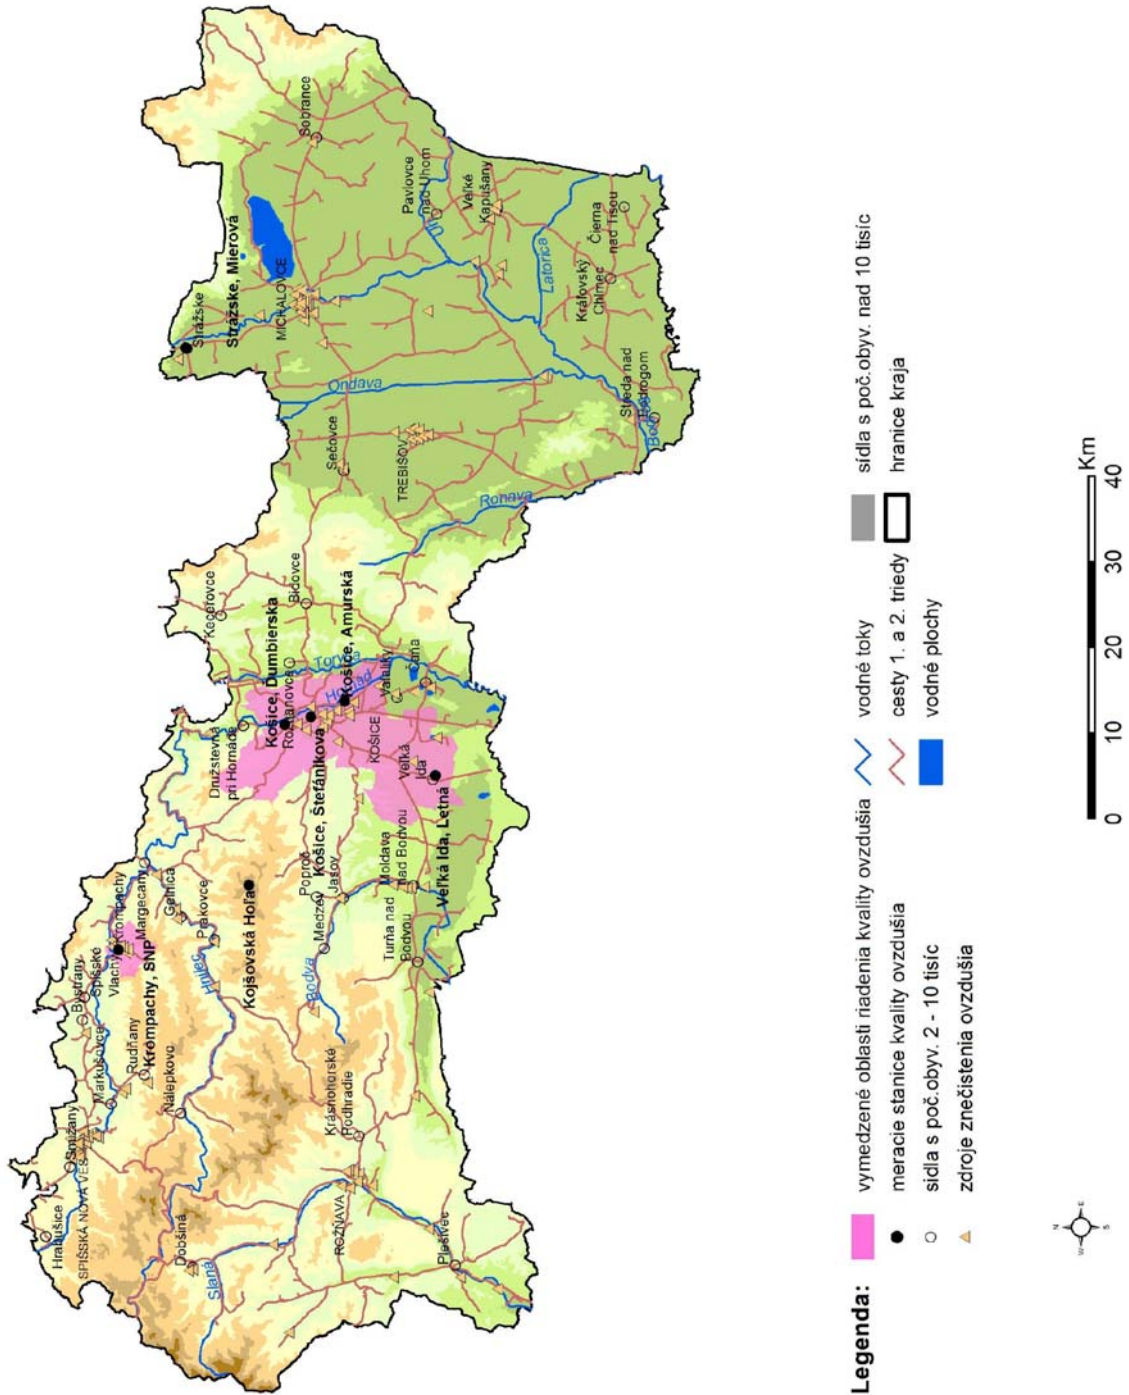 Hrabušice
Smižany
SPIŠSKÁ NOVÁ VES
Markušovce
Rudňany
Bystrany
Spišské
Vlachy
Krompachy
Krompachy, SNP
Margecany
Gelnica
Prakovce
Nálepkovo
Hnilec
Kojšovská Hoľa
Dobšiná
Slaná
ROŽŇAVA
Krásnohorské
Podhradie
Plešivec
Bodva
Medzev
Poproč
Jasov
Moldava
nad Bodvou
Turňa nad
Bodvou
Družstevná
pri Hornáde
Košice, Ďumbierska
Rozhanovce
Košice, Štefánikova
Košice, Amurská
KOŠICE
Hornád
Torysa
Valaliky
Čaňa
Veľká
Ida
Veľká Ida, Letná
Kecerovce
Bidovce
Sečovce
TREBIŠOV
Ronava
Ondava
Strážske
Strážske, Mierová
MICHALOVCE
Sobrance
Pavlovce
nad Uhom
Uh
Veľké
Kapušany
Latorica
Kráľovský
Chlmec
Čierna
nad Tisou
Streda nad
Bodrogom
Legenda:
vymedzené oblasti riadenia kvality ovzdušia
meracie stanice kvality ovzdušia
sídla s poč.obyv. 2 - 10 tisíc
zdroje znečistenia ovzdušia
vodné toky
cesty 1. a 2. triedy
vodné plochy
sídla s poč.obyv. nad 10 tisíc
hranice kraja
N
W
E
S
0
10
20
30
40
Km